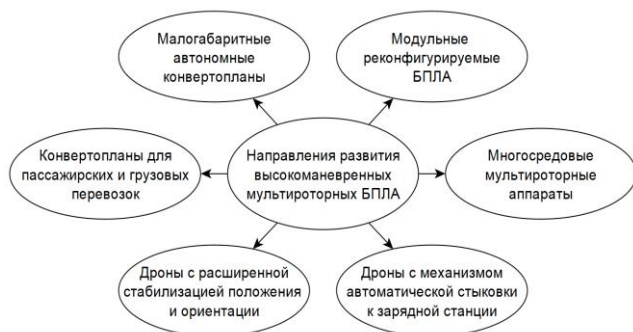 Малогабаритные
автономные
конвертопланы
Модульные
реконфигурируемые
БПЛА
Конвертопланы для
пассажирских и грузовых
перевозок
Направления развития
высокоманевренных
мультироторных БПЛА
Многосредовые
мультироторные
аппараты
Дроны с расширенной
стабилизацией положения
и ориентации
Дроны с механизмом
автоматической стыковки
к зарядной станции